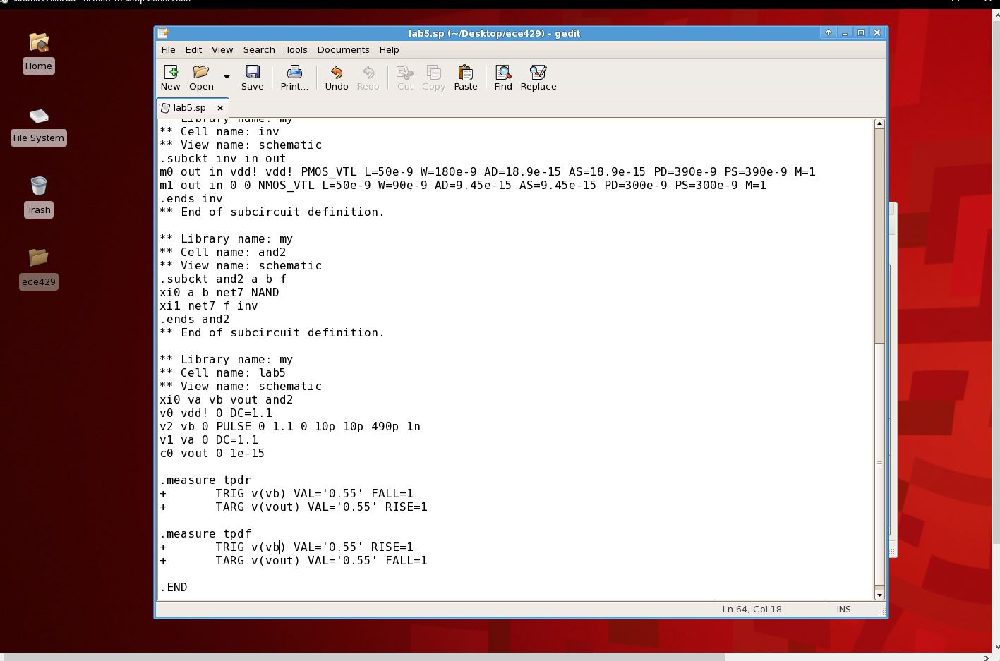 Remote Desktop Connection
Home
File System
Trash
ece429
lab5.sp (~/Desktop/ece429) - gedit
File Edit View Search Tools Documents Help
New Open Save Print... Undo Redo Cut Copy Paste Find Replace
lab5.sp
** Library name: my
** Cell name: inv
** View name: schematic
.subckt inv in out
m0 out in vdd! vdd! PMOS_VTL L=50e-9 W=180e-9 AD=18.9e-15 AS=18.9e-15 PD=390e-9 PS=390e-9 M=1
m1 out in 0 0 NMOS_VTL L=50e-9 W=90e-9 AD=9.45e-15 AS=9.45e-15 PD=300e-9 PS=300e-9 M=1
.ends inv
** End of subcircuit definition.
** Library name: my
** Cell name: and2
** View name: schematic
.subckt and2 a b f
xi0 a b net7 NAND
xi1 net7 f inv
.ends and2
** End of subcircuit definition.
** Library name: my
** Cell name: lab5
** View name: schematic
xi0 va vb vout and2
v0 vdd! 0 DC=1.1
v2 vb 0 PULSE 0 1.1 0 10p 10p 490p 1n
v1 va 0 DC=1.1
c0 vout 0 1e-15
.measure tpdr
+ TRIG v(vb) VAL='0.55' FALL=1
+ TARG v(vout) VAL='0.55' RISE=1
.measure tpdf
+ TRIG v(vb) VAL='0.55' RISE=1
+ TARG v(vout) VAL='0.55' FALL=1
.END
Ln 64, Col 18 INS